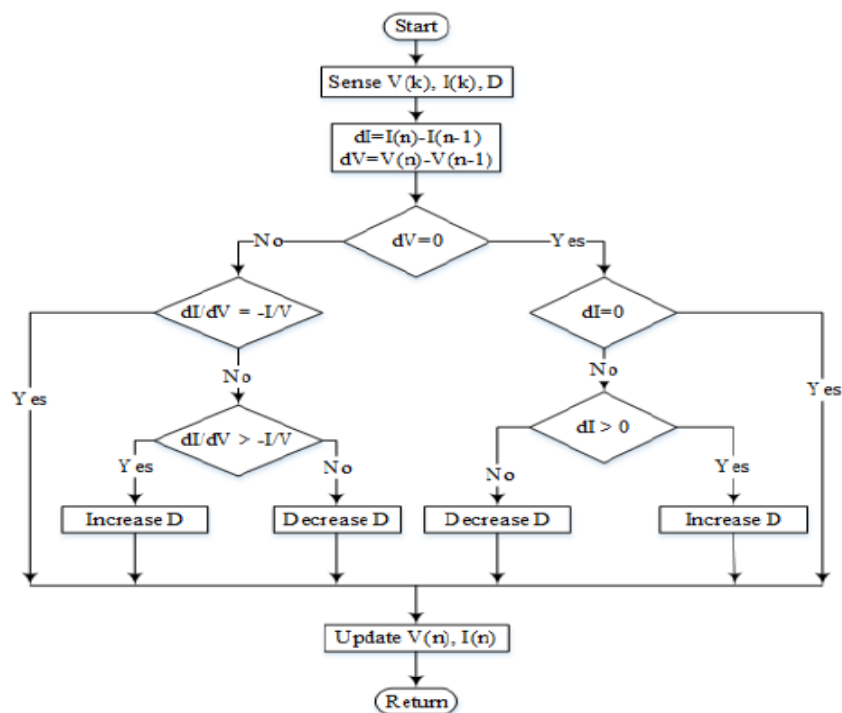 Start
Sense V(k), I(k), D
dI=I(n)-I(n-1)
dV=V(n)-V(n-1)
dV=0
No
Yes
dI/dV = -I/V
dI=0
No
No
Yes
Yes
dI/dV > -I/V
dI > 0
Yes
No
No
Yes
Increase D
Decrease D
Decrease D
Increase D
Update V(n), I(n)
Return